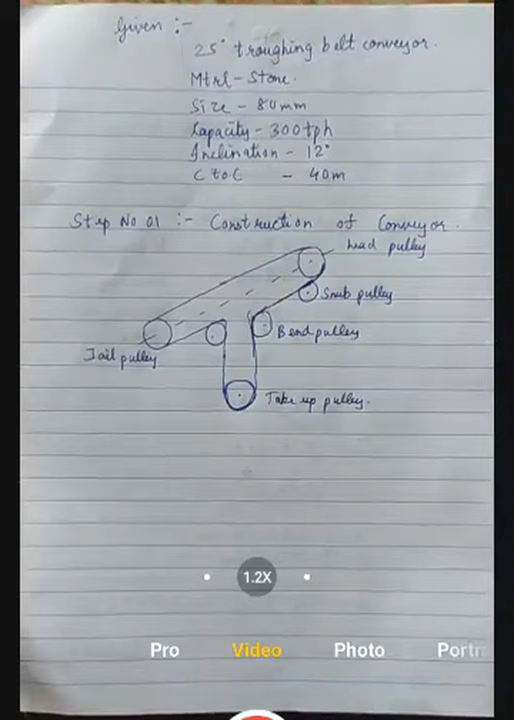 Given :-
25° troughing belt conveyor.
Mtrl - Stone.
Size - 80mm
Capacity - 300tph
Inclination - 12°
C to C - 40m
Step No 01 :- Construction of Conveyor.
head pulley
Snub pulley
Bend pulley
Tail pulley
Take up pulley.
1.2X
Pro Video Photo Portr